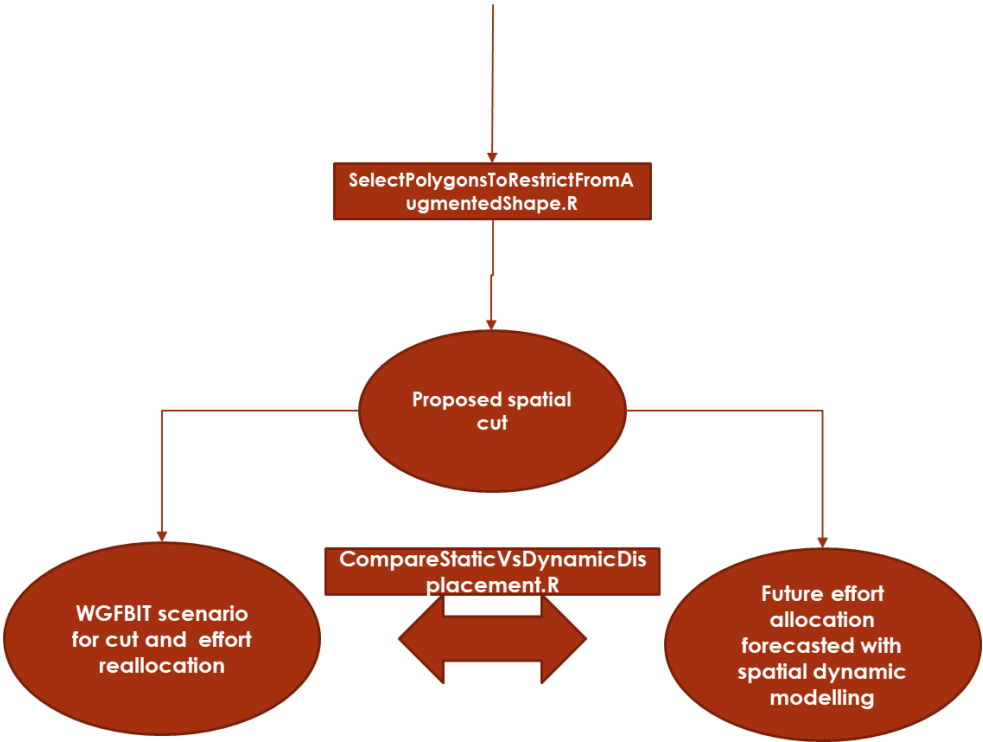 SelectPolygonsToRestrictFromA
ugmentedShape.R
Proposed spatial
cut
CompareStaticVsDynamicDis
placement.R
WGFBIT scenario
for cut and effort
reallocation
Future effort
allocation
forecasted with
spatial dynamic
modelling